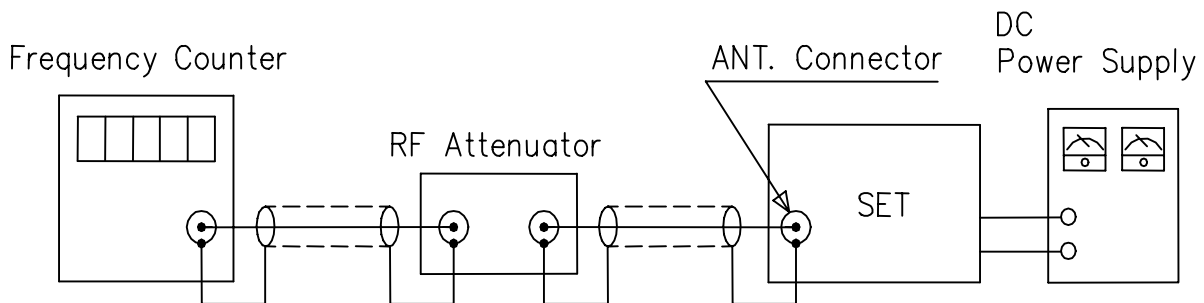 Frequency Counter
RF Attenuator
ANT. Connector
SET
DC
Power Supply